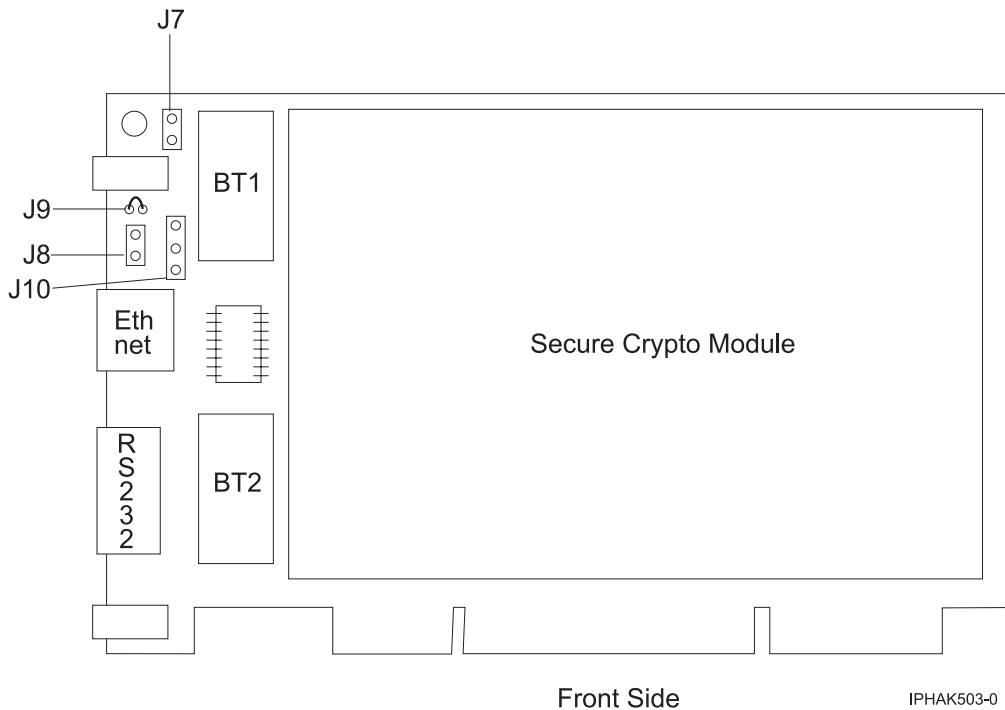 J7
BT1
J9
J8
J10
Eth
net
Secure Crypto Module
R
S
2
3
2
BT2
Front Side
IPHAK503-0